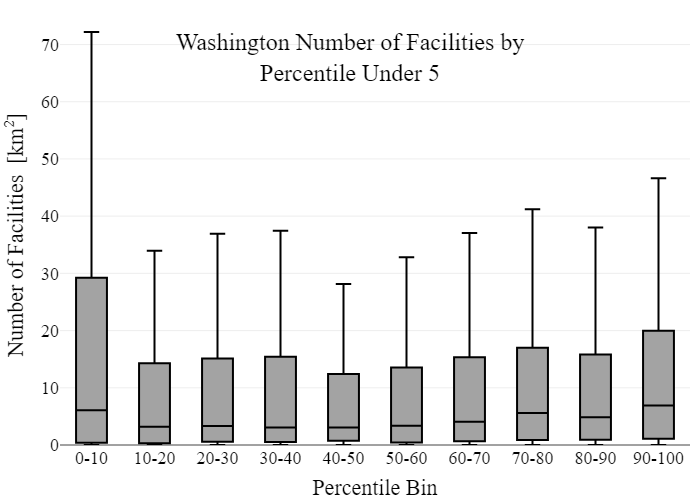 Washington Number of Facilities by
Percentile Under 5
Number of Facilities [km²]
70
60
50
40
30
20
10
0
0-10 10-20 20-30 30-40 40-50 50-60 60-70 70-80 80-90 90-100
Percentile Bin